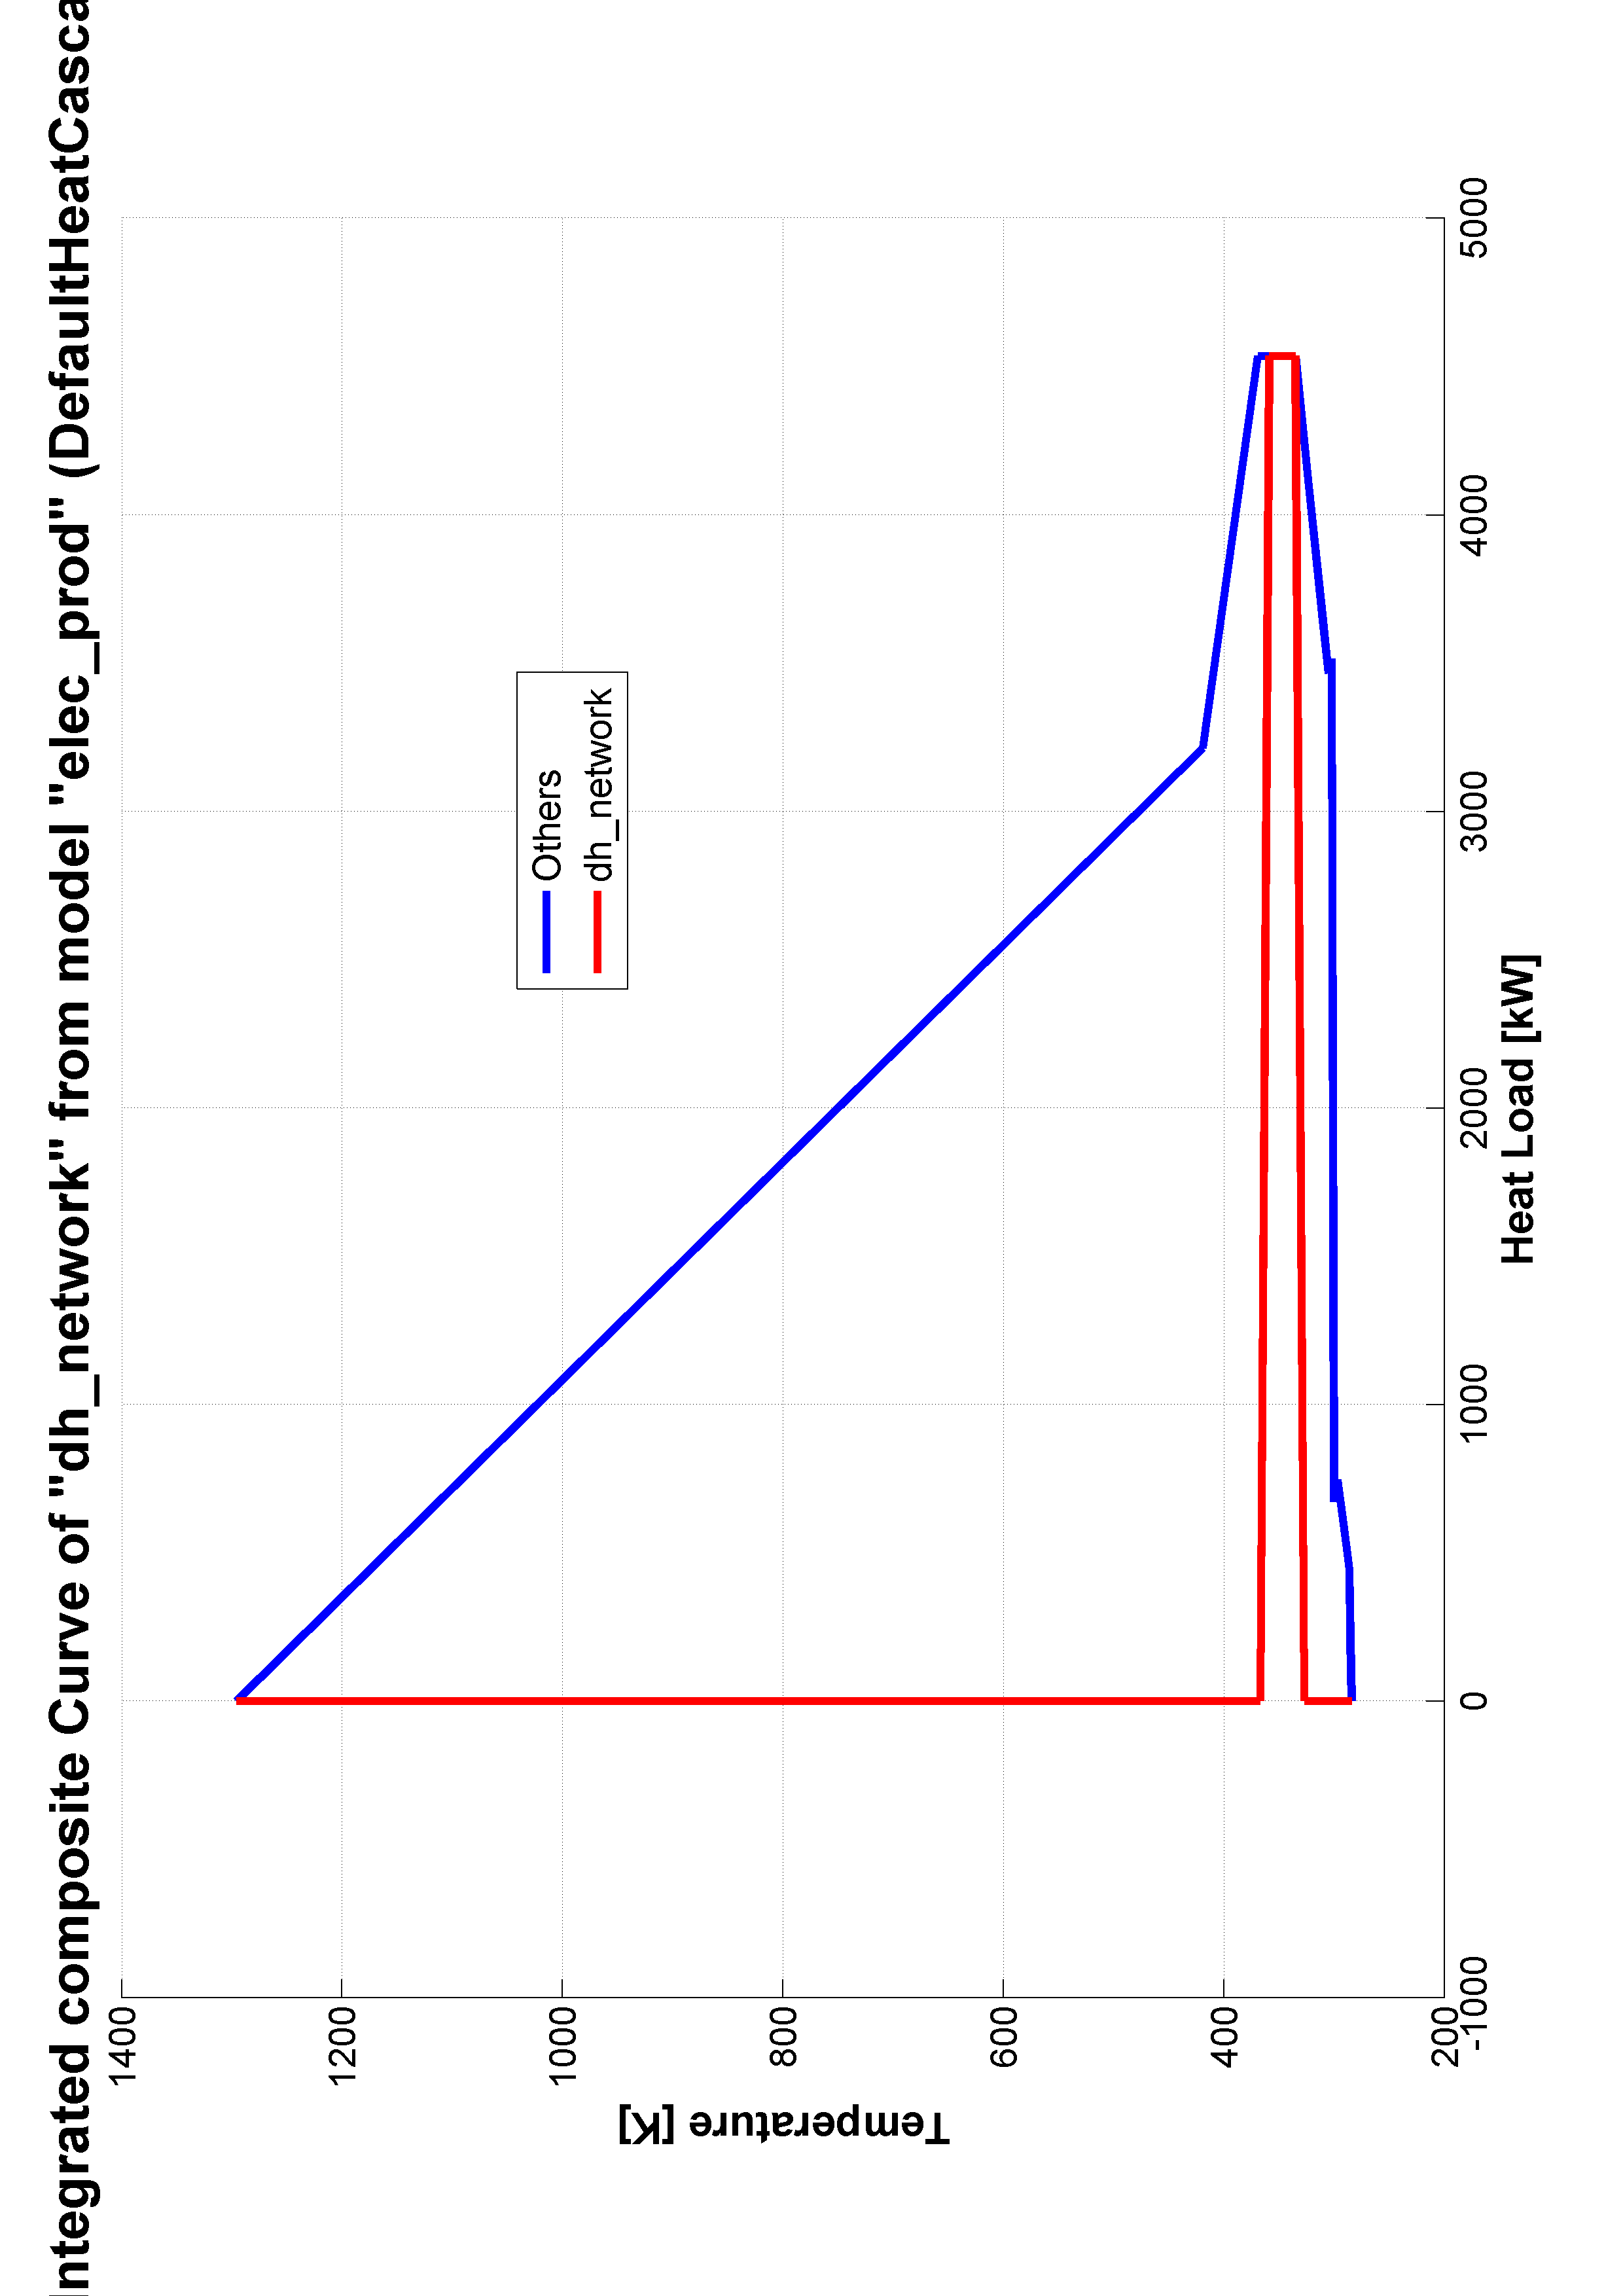 Integrated composite Curve of "dh_network" from model "elec_prod" (DefaultHeatCasca
1400
1200
1000
800
600
400
200
Temperature [K]
Others
dh_network
-1000
0
1000
2000
3000
4000
5000
Heat Load [kW]